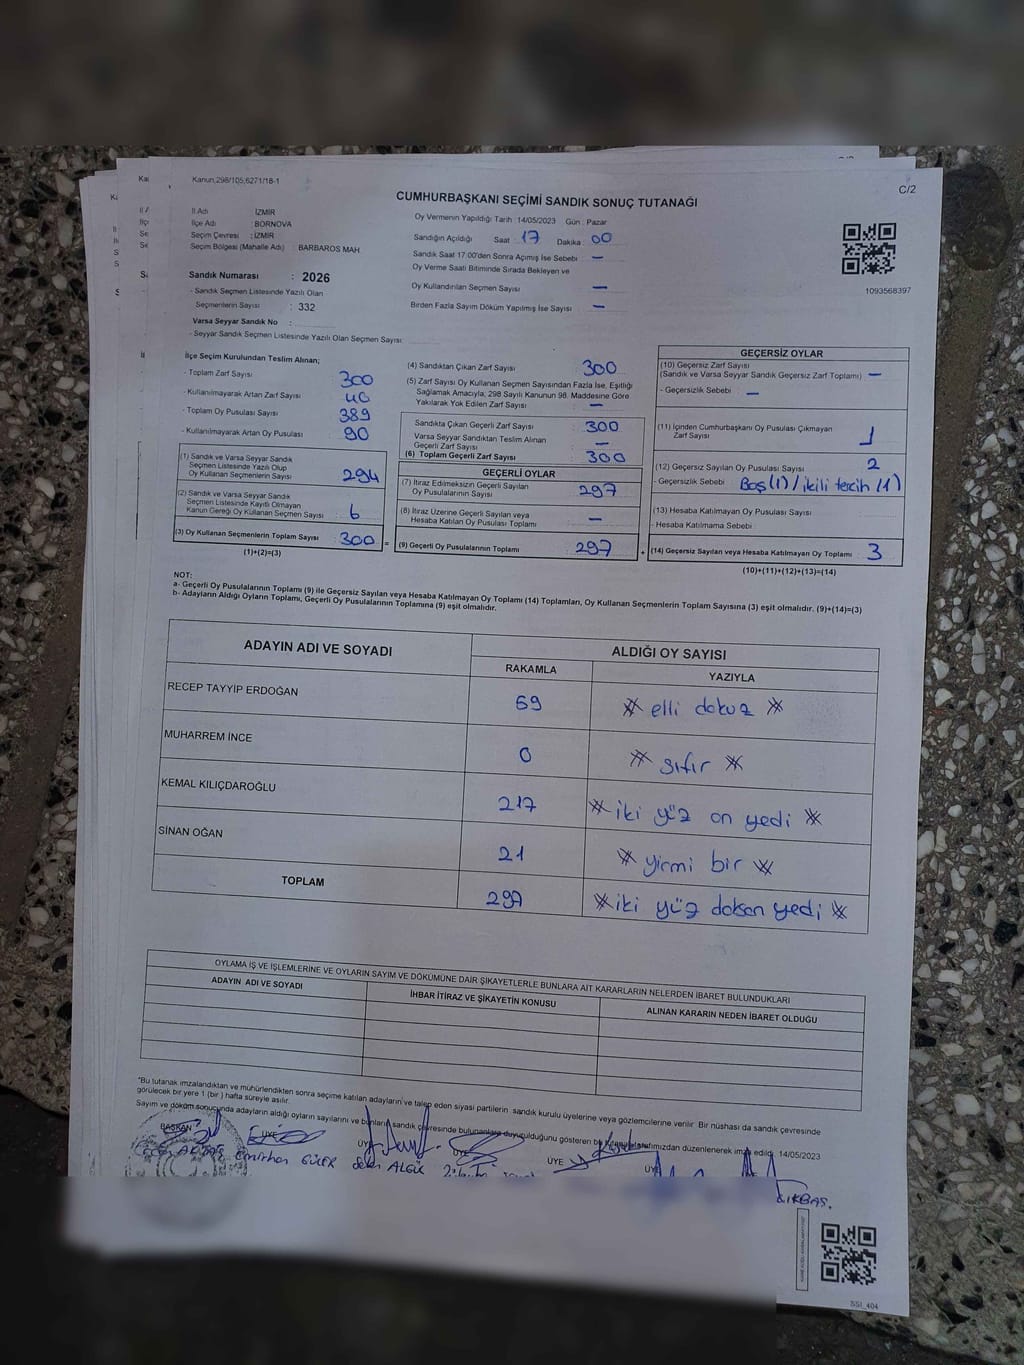 Kanun,298/105,6271/18-1
C/2
CUMHURBAŞKANI SEÇİMİ SANDIK SONUÇ TUTANAĞI
İl Adı İZMİR
İlçe Adı : BORNOVA
Seçim Çevresi : İZMİR
Seçim Bölgesi (Mahalle Adı) BARBAROS MAH
Sandık Numarası : 2026
- Sandık Seçmen Listesinde Yazılı Olan
Seçmenlerin Sayısı : 332
Varsa Seyyar Sandık No :
- Seyyar Sandık Seçmen Listesinde Yazılı Olan Seçmen Sayısı:
Oy Vermenin Yapıldığı Tarih 14/05/2023 Gün : Pazar
Sandığın Açıldığı Saat : 17 Dakika : 00
Sandık Saat 17.00'den Sonra Açımış İse Sebebi : —
Oy Verme Saati Bitiminde Sırada Bekleyen ve
Oy Kullandırılan Seçmen Sayısı : —
Birden Fazla Sayım Döküm Yapılmış İse Sayısı : —
1093568397
İlçe Seçim Kurulundan Teslim Alınan;
- Toplam Zarf Sayısı 300
- Kullanılmayarak Artan Zarf Sayısı 40
- Toplam Oy Pusulası Sayısı 389
- Kullanılmayarak Artan Oy Pusulası 90
(1) Sandık ve Varsa Seyyar Sandık
Seçmen Listesinde Yazılı Olup
Oy Kullanan Seçmenlerin Sayısı 294
(2) Sandık ve Varsa Seyyar Sandık
Seçmen Listesinde Kayıtlı Olmayan
Kanun Gereği Oy Kullanan Seçmen Sayısı 6
(3) Oy Kullanan Seçmenlerin Toplam Sayısı 300 =
(1)+(2)=(3)
(4) Sandıktan Çıkan Zarf Sayısı 300
(5) Zarf Sayısı Oy Kullanan Seçmen Sayısından Fazla İse, Eşitliği
Sağlamak Amacıyla, 298 Sayılı Kanunun 98. Maddesine Göre
Yakılarak Yok Edilen Zarf Sayısı —
Sandıkta Çıkan Geçerli Zarf Sayısı : 300
Varsa Seyyar Sandıktan Teslim Alınan
Geçerli Zarf Sayısı —
(6) Toplam Geçerli Zarf Sayısı : 300
GEÇERLİ OYLAR
(7) İtiraz Edilmeksizin Geçerli Sayılan
Oy Pusulalarının Sayısı 297
(8) İtiraz Üzerine Geçerli Sayılan veya
Hesaba Katılan Oy Pusulası Toplamı —
(9) Geçerli Oy Pusulalarının Toplamı 297 +
GEÇERSİZ OYLAR
(10) Geçersiz Zarf Sayısı
(Sandık ve Varsa Seyyar Sandık Geçersiz Zarf Toplamı) —
- Geçersizlik Sebebi : —
(11) İçinden Cumhurbaşkanı Oy Pusulası Çıkmayan
Zarf Sayısı 1
(12) Geçersiz Sayılan Oy Pusulası Sayısı 2
- Geçersizlik Sebebi Boş(1)/ikili tercih (1)
(13) Hesaba Katılmayan Oy Pusulası Sayısı
- Hesaba Katılmama Sebebi
(14) Geçersiz Sayılan veya Hesaba Katılmayan Oy Toplamı 3
(10)+(11)+(12)+(13)=(14)
NOT:
a- Geçerli Oy Pusulalarının Toplamı (9) ile Geçersiz Sayılan veya Hesaba Katılmayan Oy Toplamı (14) Toplamları, Oy Kullanan Seçmenlerin Toplam Sayısına (3) eşit olmalıdır. (9)+(14)=(3)
b- Adayların Aldığı Oyların Toplamı, Geçerli Oy Pusulalarının Toplamına (9) eşit olmalıdır.
ADAYIN ADI VE SOYADI ALDIĞI OY SAYISI
RAKAMLA YAZIYLA
RECEP TAYYİP ERDOĞAN 59 elli dokuz
MUHARREM İNCE 0 sıfır
KEMAL KILIÇDAROĞLU 217 iki yüz on yedi
SİNAN OĞAN 21 yirmi bir
TOPLAM 297 iki yüz doksan yedi
OYLAMA İŞ VE İŞLEMLERİNE VE OYLARIN SAYIM VE DÖKÜMÜNE DAİR ŞİKAYETLERLE BUNLARA AİT KARARLARIN NELERDEN İBARET BULUNDUKLARI
ADAYIN ADI VE SOYADI İHBAR İTİRAZ VE ŞİKAYETİN KONUSU ALINAN KARARIN NEDEN İBARET OLDUĞU
*Bu tutanak imzalandıktan ve mühürlendikten sonra seçime katılan adayların ve talep eden siyasi partilerin sandık kurulu üyelerine veya gözlemcilerine verilir. Bir nüshası da sandık çevresinde
görülecek bir yere 1 (bir) hafta süreyle asılır.
Sayım ve döküm sonucunda adayların aldığı oyların sayılarını ve bunların sandık çevresinde bulunanlara duyurulduğunu gösteren bu tarafımızdan düzenlenerek imza edildi. 14/05/2023
BAŞKAN ÜYE ÜYE ÜYE ÜYE
Emirhan GÜLER ALGÜL
SSI_404